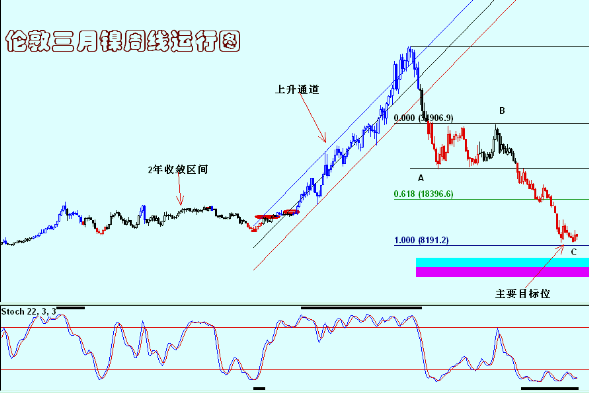 伦敦三月镍周线运行图
上升通道
B
0.000 (34906.9)
2年收敛区间
A
0.618 (18396.6)
1.000 (8191.2)
C
主要目标位
Stoch 22, 3, 3